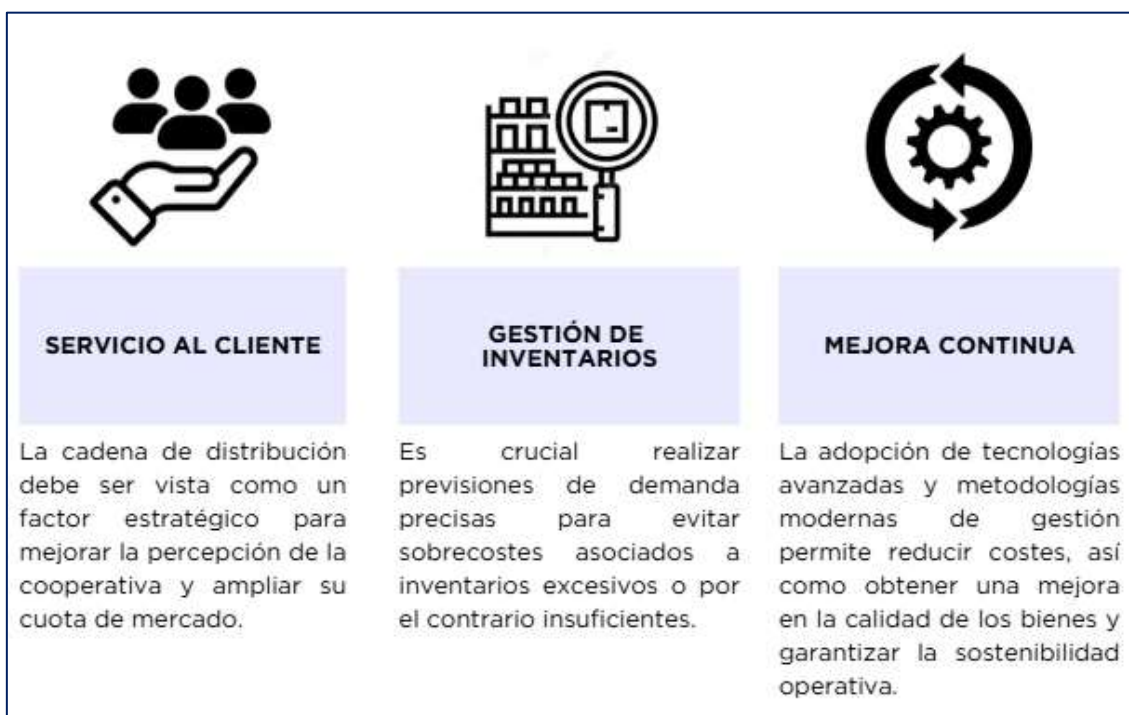 SERVICIO AL CLIENTE
La cadena de distribución
debe ser vista como un
factor estratégico para
mejorar la percepción de la
cooperativa y ampliar su
cuota de mercado.
GESTIÓN DE
INVENTARIOS
Es crucial realizar
previsiones de demanda
precisas para evitar
sobrecostes asociados a
inventarios excesivos o por
el contrario insuficientes.
MEJORA CONTINUA
La adopción de tecnologías
avanzadas y metodologías
modernas de gestión
permite reducir costes, así
como obtener una mejora
en la calidad de los bienes y
garantizar la sostenibilidad
operativa.